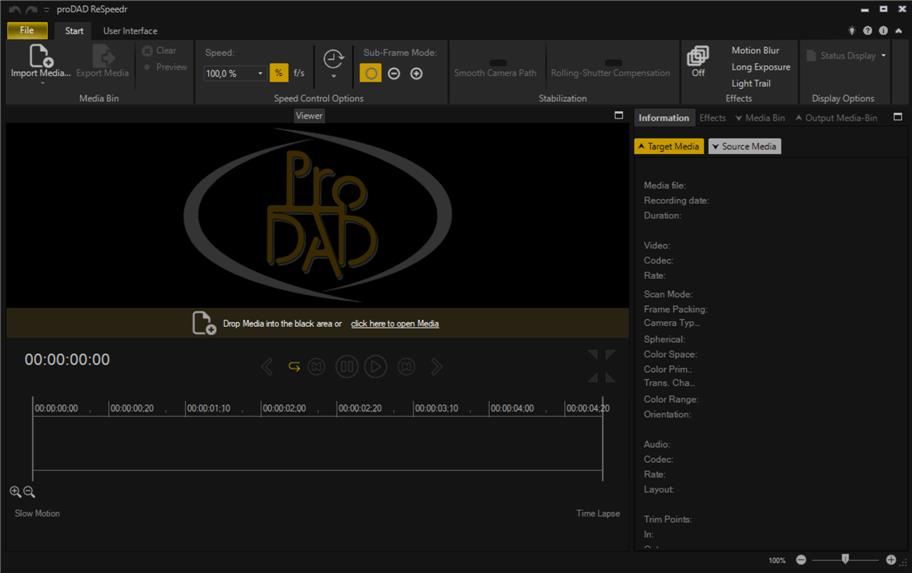 proDAD ReSpeedr
File Start User Interface
Import Media... Export Media
Clear
Preview
Media Bin
Speed:
100,0 % % f/s
Sub-Frame Mode:
Speed Control Options
Smooth Camera Path Rolling-Shutter Compensation
Stabilization
Off
Motion Blur
Long Exposure
Light Trail
Effects
Status Display
Display Options
Viewer
Pro
DAD
Drop Media into the black area or click here to open Media
00:00:00:00
00:00:00;00 00:00:00;20 00:00:01;10 00:00:02;00 00:00:02;20 00:00:03;10 00:00:04;00 00:00:04;20
Slow Motion Time Lapse
Information Effects Media Bin Output Media-Bin
Target Media Source Media
Media file:
Recording date:
Duration:
Video:
Codec:
Rate:
Scan Mode:
Frame Packing:
Camera Typ...
Spherical:
Color Space:
Color Prim.:
Trans. Cha...
Color Range:
Orientation:
Audio:
Codec:
Rate:
Layout:
Trim Points:
In:
100%